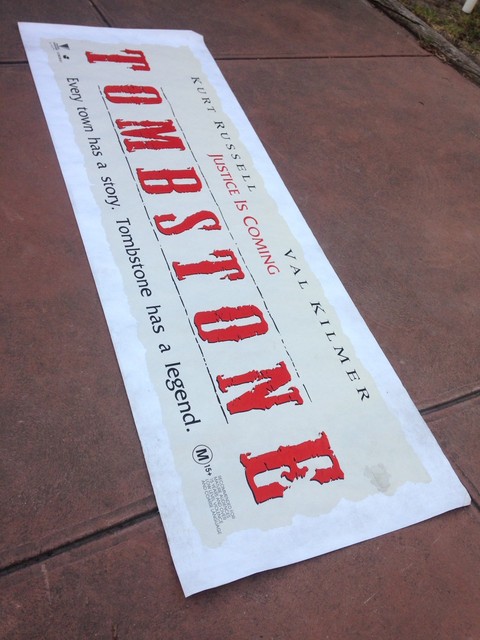 KURT RUSSELL VAL KILMER
JUSTICE IS COMING
TOMBSTONE
Every town has a story. Tombstone has a legend.
M 15+